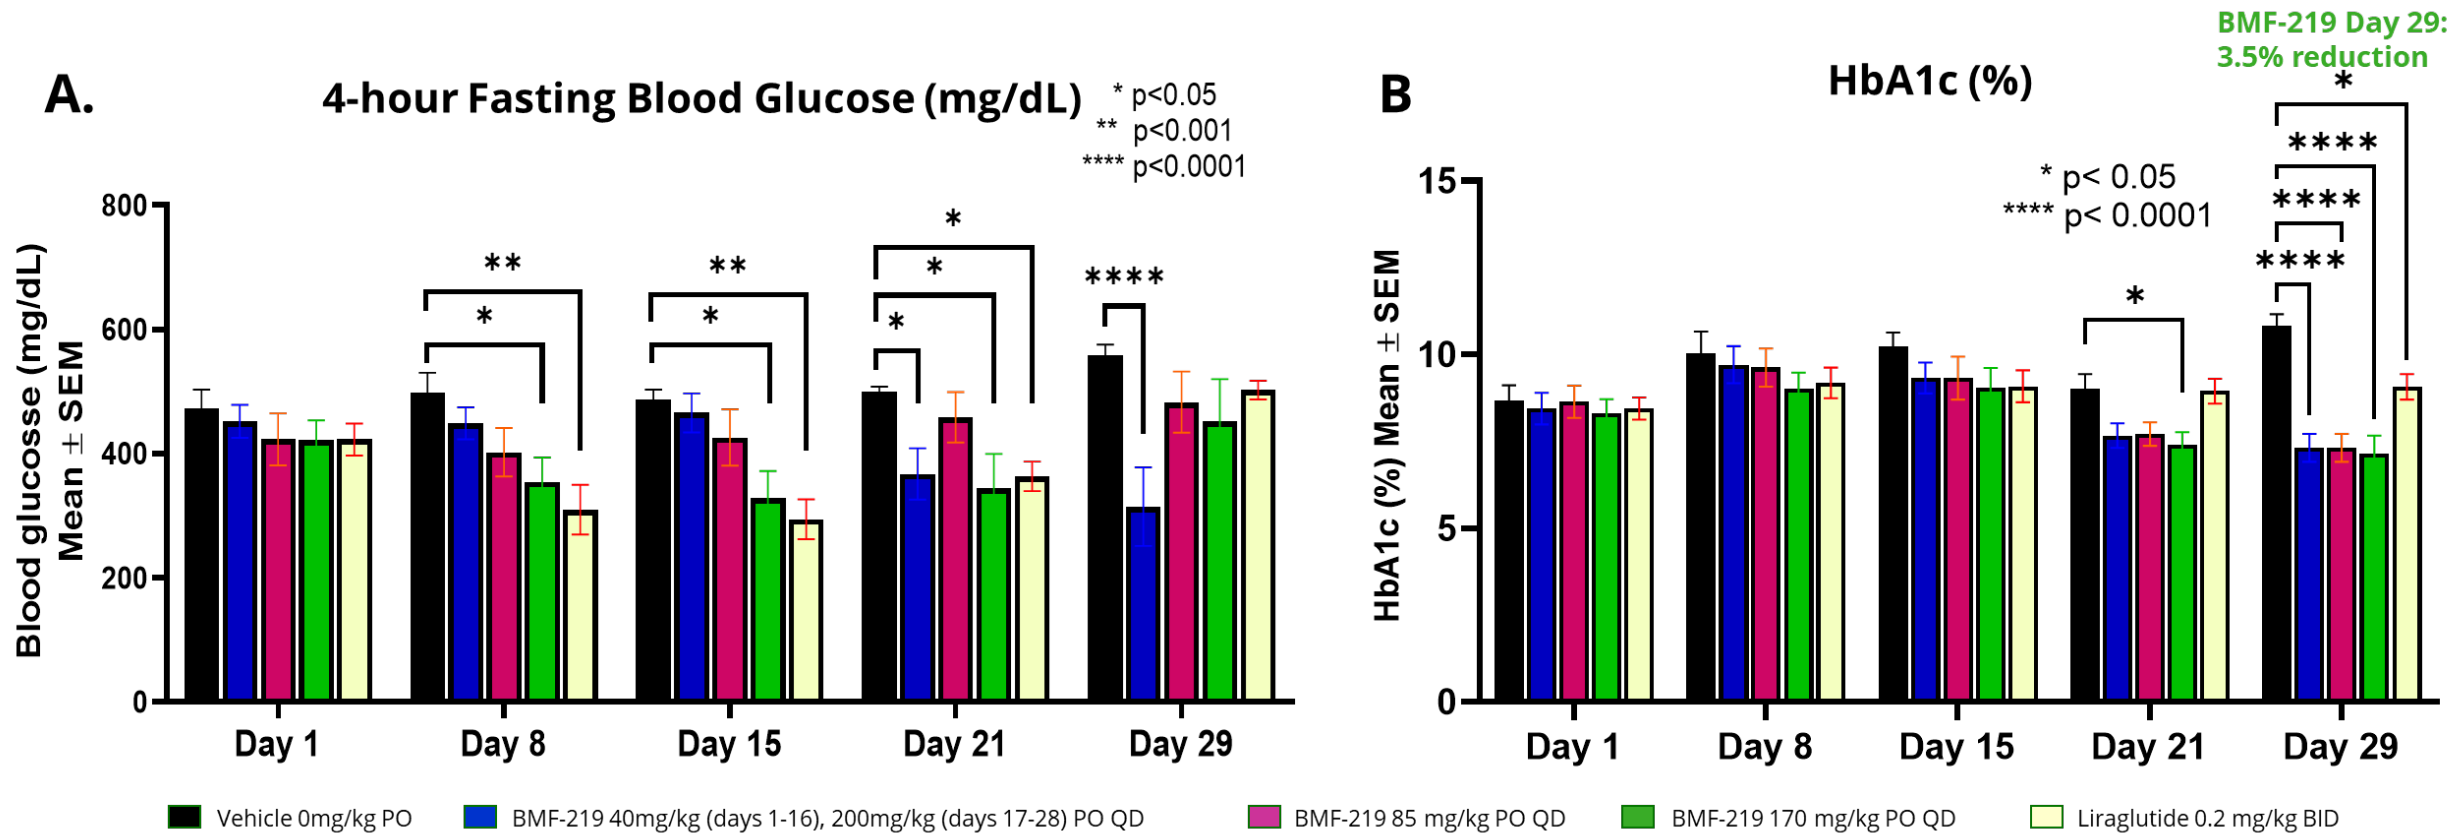 A.
4-hour Fasting Blood Glucose (mg/dL)
* p<0.05
** p<0.001
**** p<0.0001
Blood glucosse (mg/dL)
Mean ± SEM
800
600
400
200
0
**
*
**
*
*
*
*
****
Day 1
Day 8
Day 15
Day 21
Day 29
B
HbA1c (%)
BMF-219 Day 29:
3.5% reduction
* p< 0.05
**** p< 0.0001
HbA1c (%) Mean ± SEM
15
10
5
0
*
*
****
****
****
Day 1
Day 8
Day 15
Day 21
Day 29
Vehicle 0mg/kg PO
BMF-219 40mg/kg (days 1-16), 200mg/kg (days 17-28) PO QD
BMF-219 85 mg/kg PO QD
BMF-219 170 mg/kg PO QD
Liraglutide 0.2 mg/kg BID